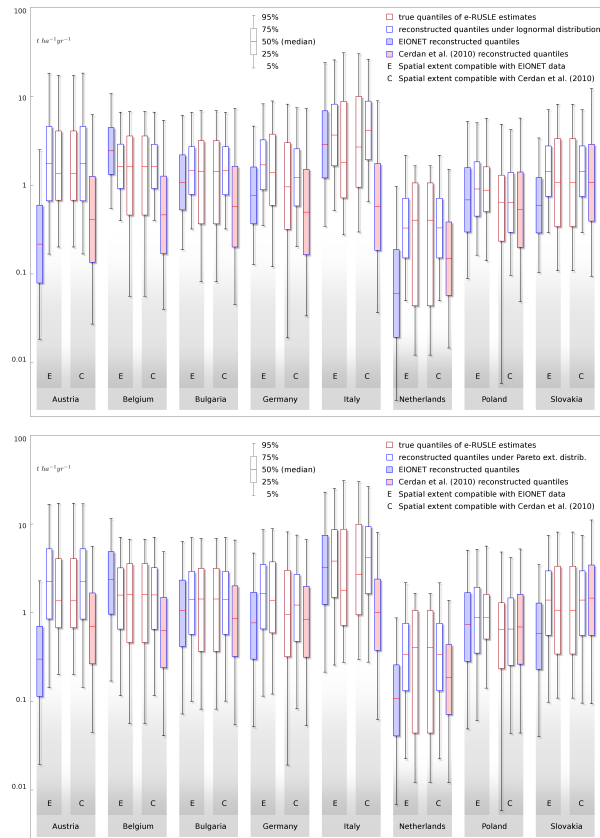 100
10
1
0.1
0.01
t ha⁻¹yr⁻¹
95%
75%
50% (median)
25%
5%
true quantiles of e-RUSLE estimates
reconstructed quantiles under lognormal distribution
EIONET reconstructed quantiles
Cerdan et al. (2010) reconstructed quantiles
E Spatial extent compatible with EIONET data
C Spatial extent compatible with Cerdan et al. (2010)
E C E C E C E C E C E C E C E C
Austria Belgium Bulgaria Germany Italy Netherlands Poland Slovakia
100
10
1
0.1
0.01
t ha⁻¹yr⁻¹
95%
75%
50% (median)
25%
5%
true quantiles of e-RUSLE estimates
reconstructed quantiles under Pareto ext. distrib.
EIONET reconstructed quantiles
Cerdan et al. (2010) reconstructed quantiles
E Spatial extent compatible with EIONET data
C Spatial extent compatible with Cerdan et al. (2010)
E C E C E C E C E C E C E C E C
Austria Belgium Bulgaria Germany Italy Netherlands Poland Slovakia